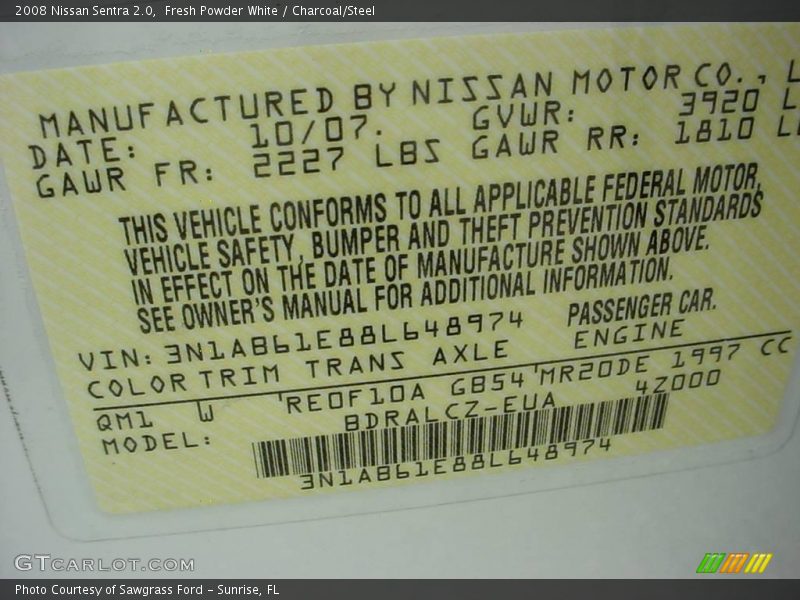 2008 Nissan Sentra 2.0, Fresh Powder White / Charcoal/Steel
MANUFACTURED BY NISSAN MOTOR CO., L
DATE: 10/07. GVWR: 3920 L
GAWR FR: 2227 LBS GAWR RR: 1810 L
THIS VEHICLE CONFORMS TO ALL APPLICABLE FEDERAL MOTOR
VEHICLE SAFETY, BUMPER AND THEFT PREVENTION STANDARDS
IN EFFECT ON THE DATE OF MANUFACTURE SHOWN ABOVE.
SEE OWNER'S MANUAL FOR ADDITIONAL INFORMATION.
VIN: 3N1AB61E88L648974 PASSENGER CAR.
COLOR TRIM TRANS AXLE ENGINE
QM1 W 'RE0F10A GB54'MR20DE 1997 CC
MODEL: BDRALCZ-EUA 4Z000
3N1AB61E88L648974
GTCARLOT.COM
Photo Courtesy of Sawgrass Ford - Sunrise, FL